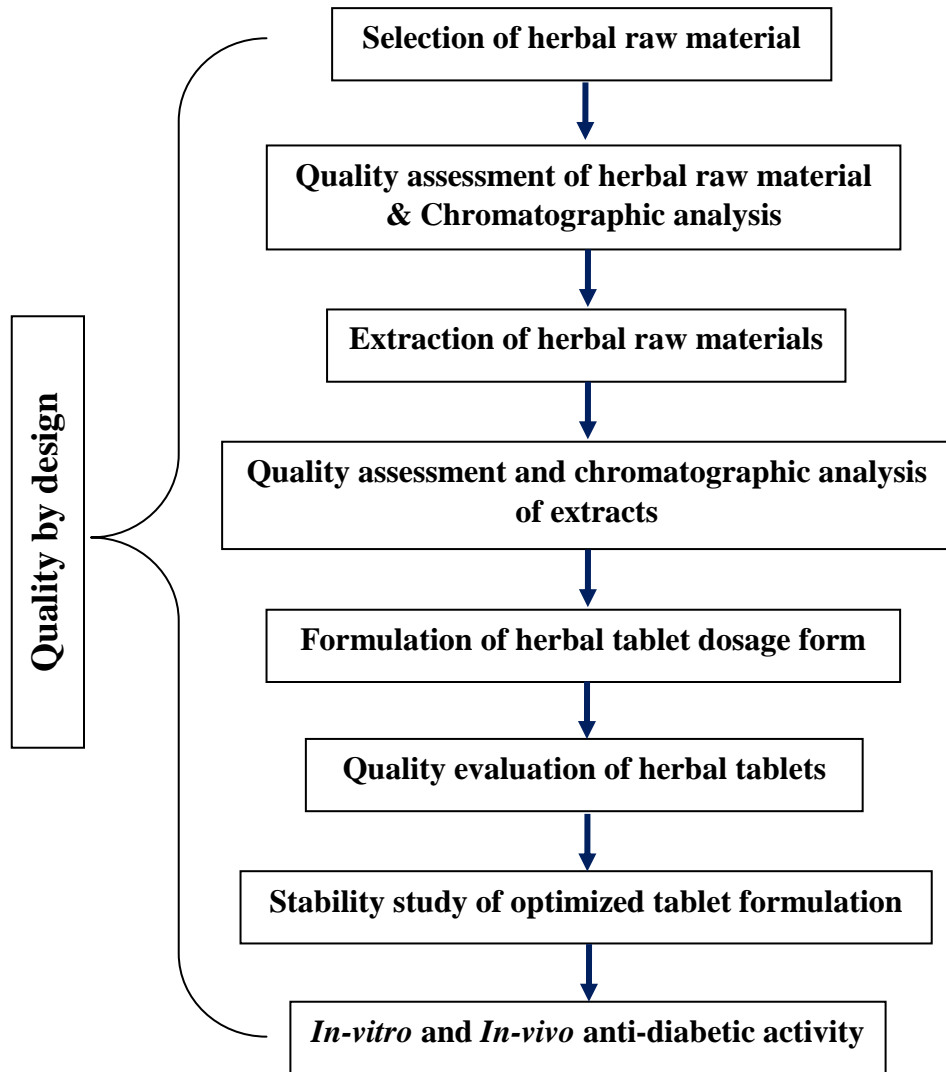 Quality by design
Selection of herbal raw material
Quality assessment of herbal raw material
& Chromatographic analysis
Extraction of herbal raw materials
Quality assessment and chromatographic analysis
of extracts
Formulation of herbal tablet dosage form
Quality evaluation of herbal tablets
Stability study of optimized tablet formulation
In-vitro and In-vivo anti-diabetic activity